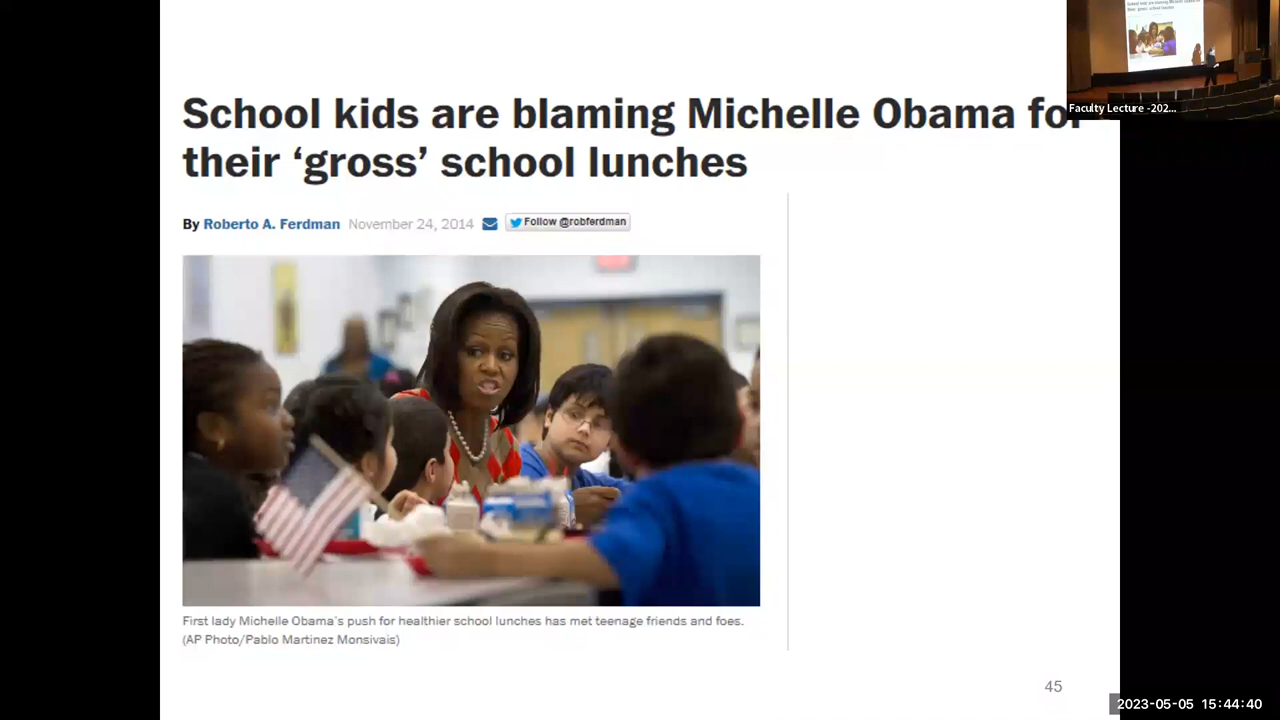 School kids are blaming Michelle Obama for
their ‘gross’ school lunches
By Roberto A. Ferdman November 24, 2014 Follow @robferdman
First lady Michelle Obama's push for healthier school lunches has met teenage friends and foes.
(AP Photo/Pablo Martinez Monsivais)
45
Faculty Lecture -202...
2023-05-05 15:44:40